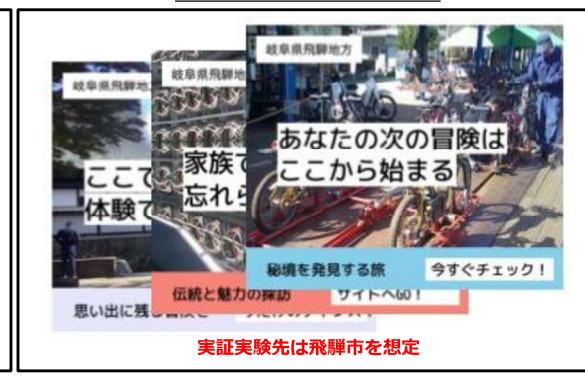 岐阜県飛騨地方
あなたの次の冒険は
ここから始まる
秘境を発見する旅
今すぐチェック!
岐阜県飛騨地
家族で
忘れら
伝統と魅力の探訪
サイトへGO!
岐阜県飛騨地
ここで
体験で
思い出に残
実証実験先は飛騨市を想定